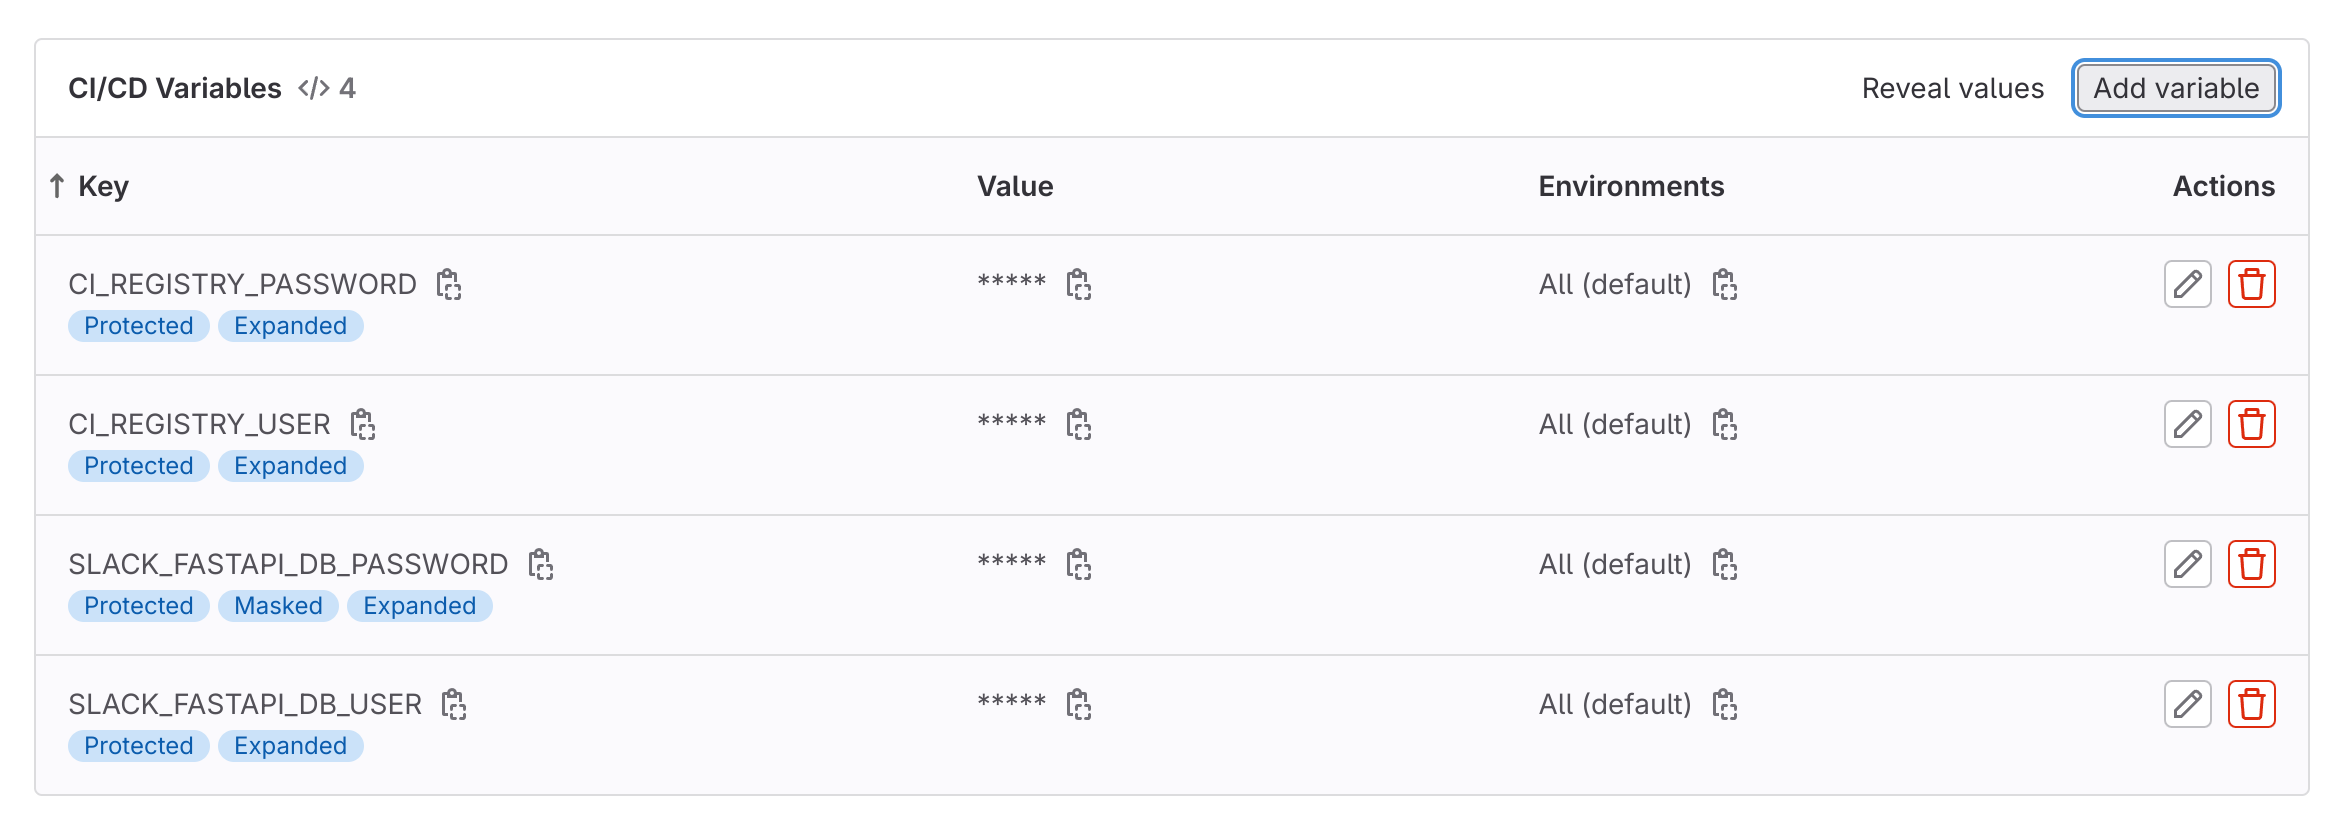 CI/CD Variables </> 4 Reveal values Add variable
↑ Key Value Environments Actions
CI_REGISTRY_PASSWORD ***** All (default)
Protected Expanded
CI_REGISTRY_USER ***** All (default)
Protected Expanded
SLACK_FASTAPI_DB_PASSWORD ***** All (default)
Protected Masked Expanded
SLACK_FASTAPI_DB_USER ***** All (default)
Protected Expanded